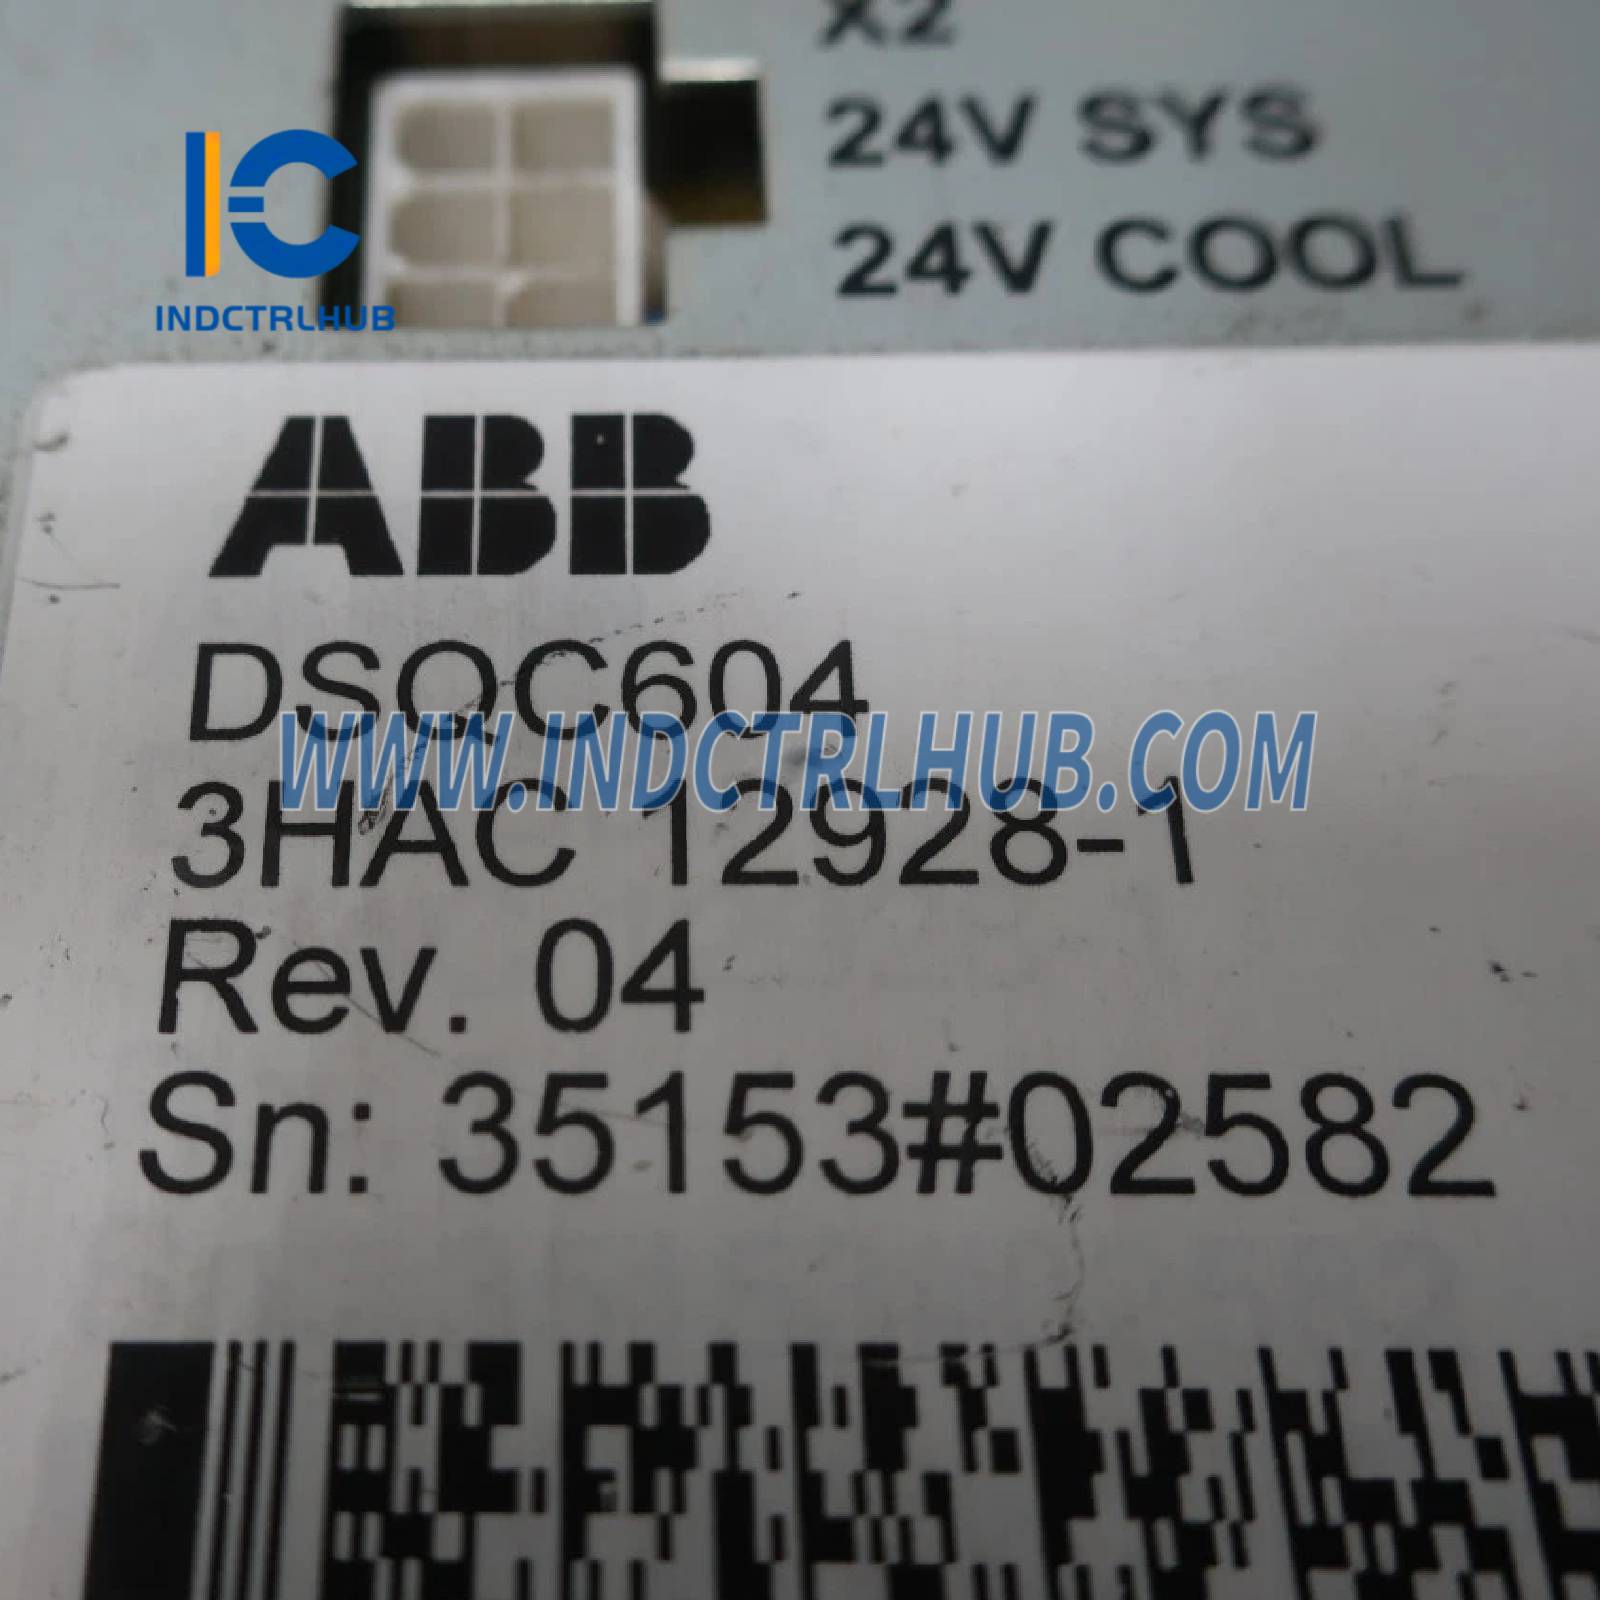 X2
24V SYS
24V COOL
INDCTRLHUB
ABB
DSQC604
WWW.INDCTRLHUB.COM
3HAC 12928-1
Rev. 04
Sn: 35153#02582